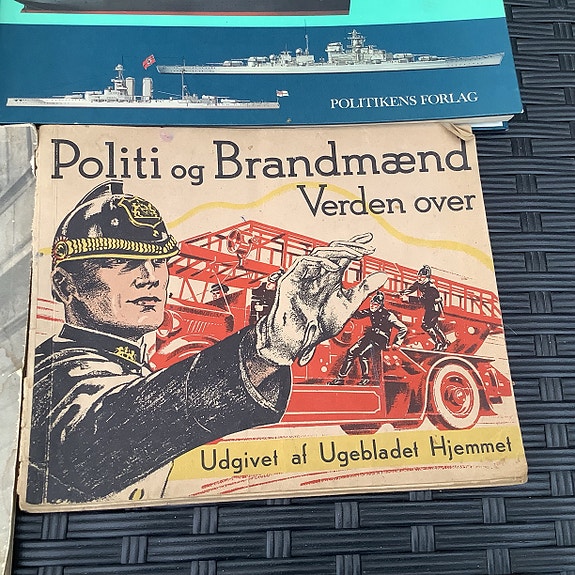 POLITIKENS FORLAG
Politi og Brandmænd
Verden over
Udgivet af Ugebladet Hjemmet